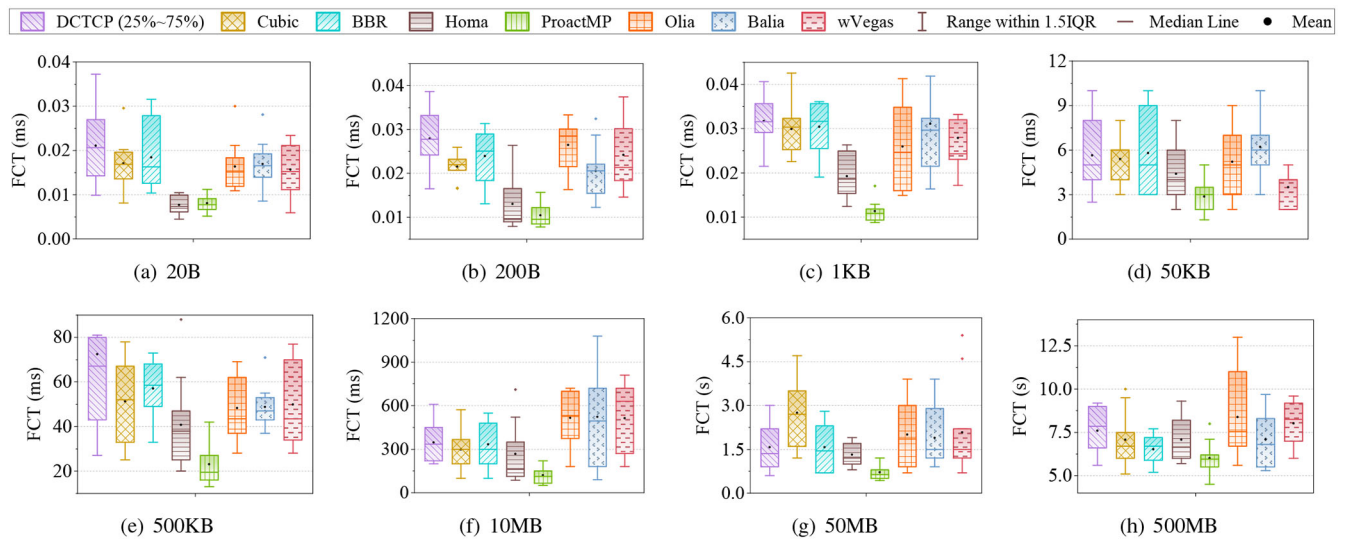 DCTCP (25%~75%) Cubic BBR Homa ProactMP Olia Balia wVegas Range within 1.5IQR Median Line Mean
FCT (ms)
0.04
0.03
0.02
0.01
0.00
(a) 20B
FCT (ms)
0.04
0.03
0.02
0.01
(b) 200B
FCT (ms)
0.04
0.03
0.02
0.01
(c) 1KB
FCT (ms)
12
9
6
3
0
(d) 50KB
FCT (ms)
80
60
40
20
(e) 500KB
FCT (ms)
1200
900
600
300
0
(f) 10MB
FCT (s)
6.0
4.5
3.0
1.5
0.0
(g) 50MB
FCT (s)
12.5
10.0
7.5
5.0
(h) 500MB